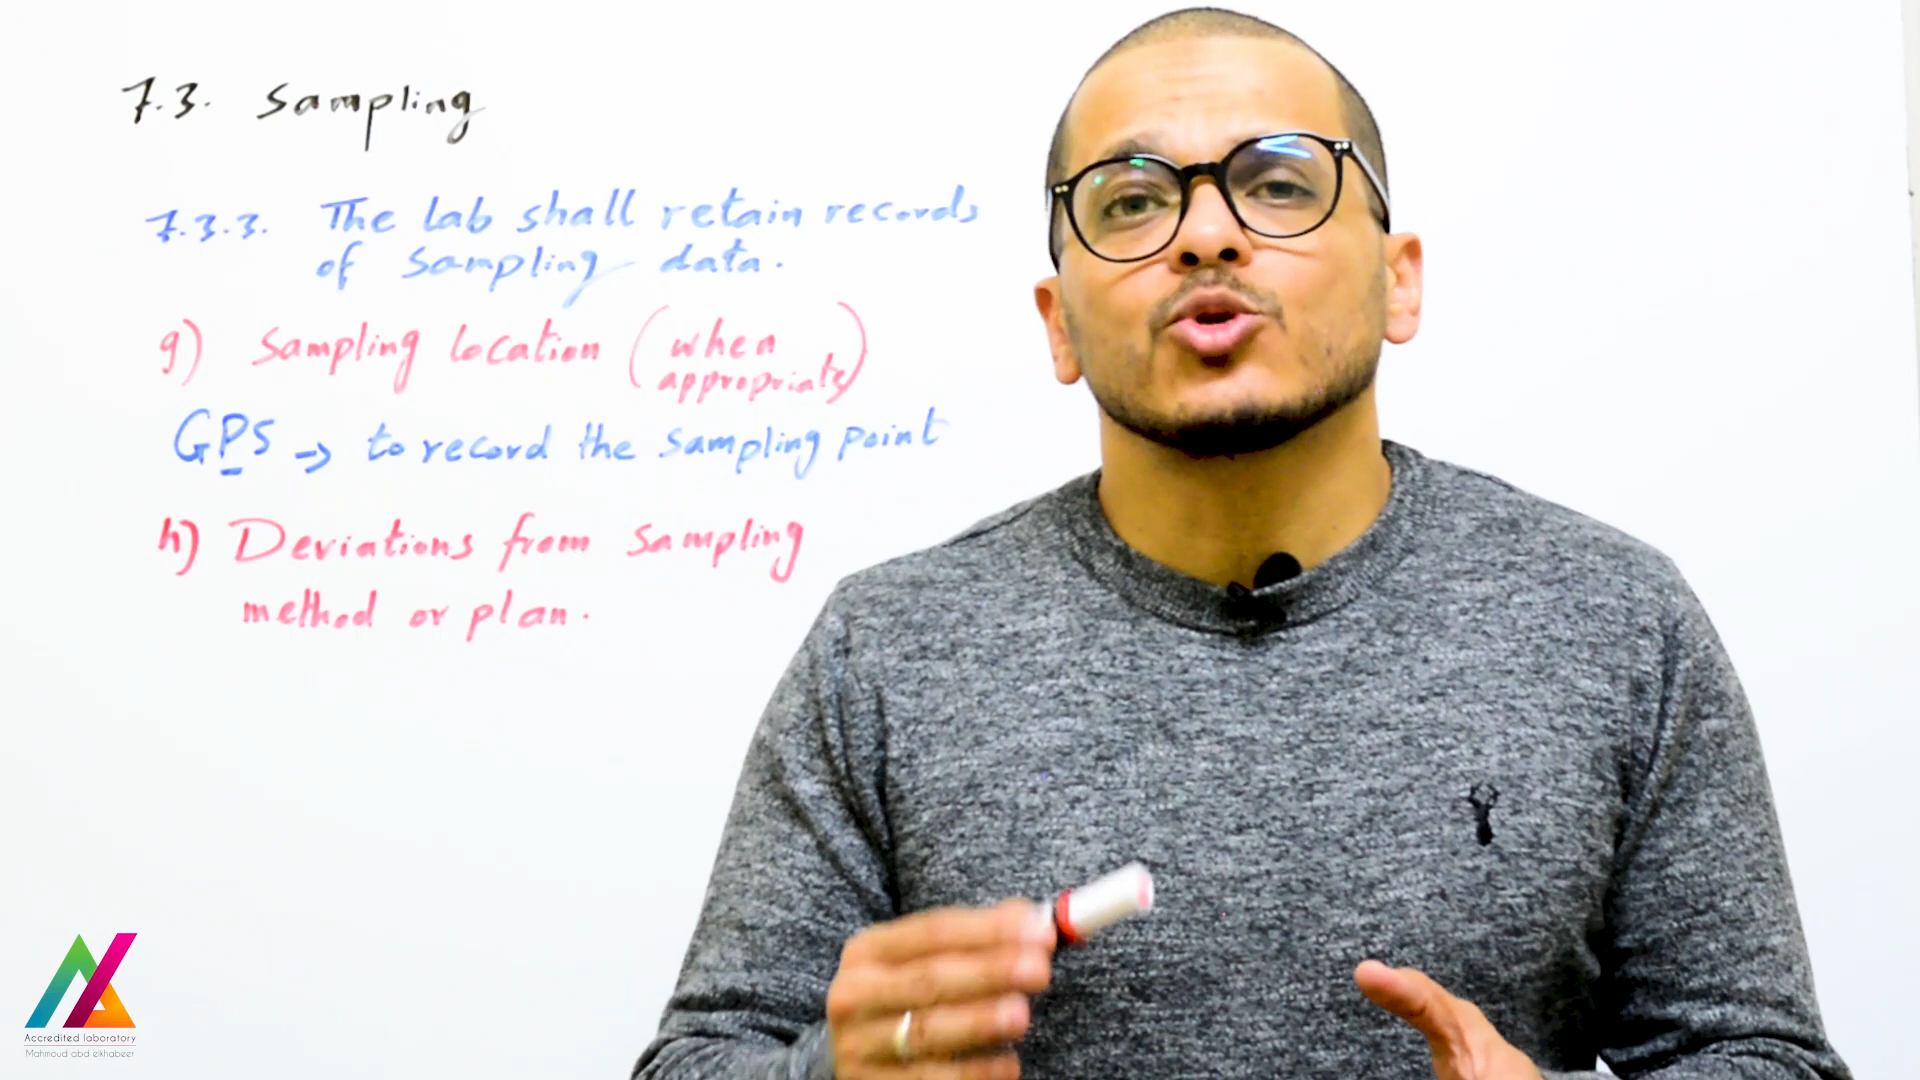 7.3. Sampling
7.3.3. The lab shall retain records
of sampling data.
g) Sampling location (when
appropriate)
GPS → to record the sampling point
h) Deviations from sampling
method or plan.
Accredited laboratory
Mahmoud abd elkhabeer